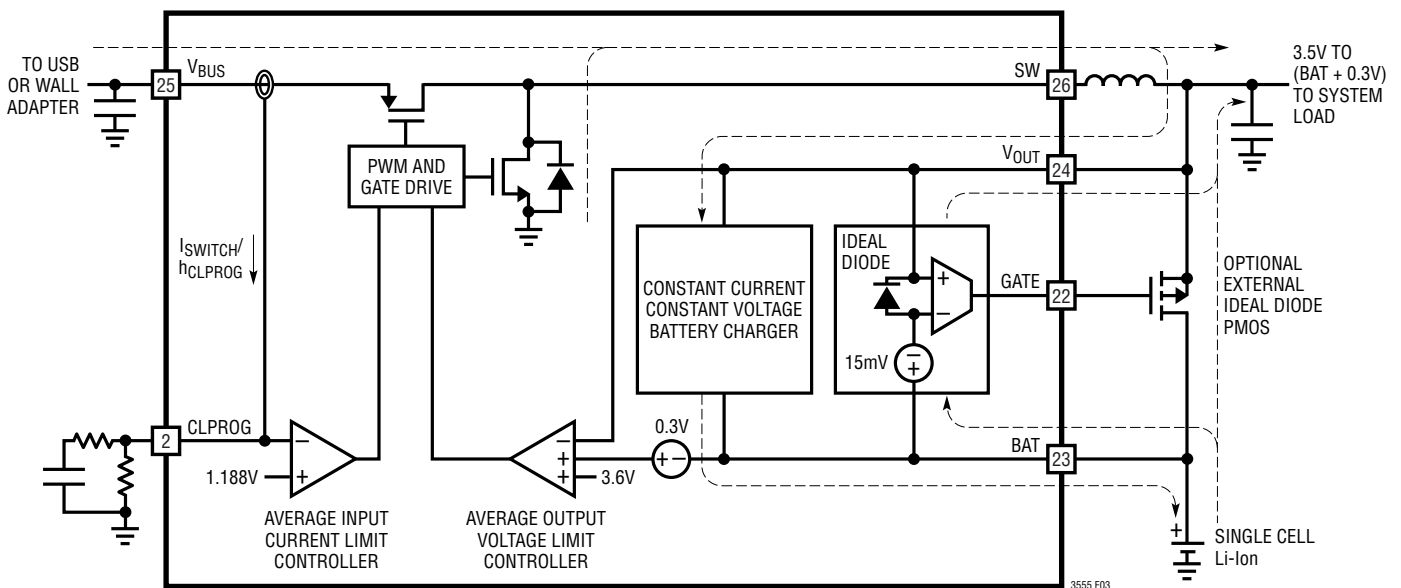 TO USB
OR WALL
ADAPTER
25
VBUS
SW
26
3.5V TO
(BAT + 0.3V)
TO SYSTEM
LOAD
PWM AND
GATE DRIVE
VOUT
24
ISWITCH/
hCLPROG
CONSTANT CURRENT
CONSTANT VOLTAGE
BATTERY CHARGER
IDEAL
DIODE
+
−
15mV
−
+
GATE
22
OPTIONAL
EXTERNAL
IDEAL DIODE
PMOS
2
CLPROG
−
1.188V
+
AVERAGE INPUT
CURRENT LIMIT
CONTROLLER
−
+
+
3.6V
AVERAGE OUTPUT
VOLTAGE LIMIT
CONTROLLER
0.3V
+ −
BAT
23
+
SINGLE CELL
Li-Ion
3555 F03